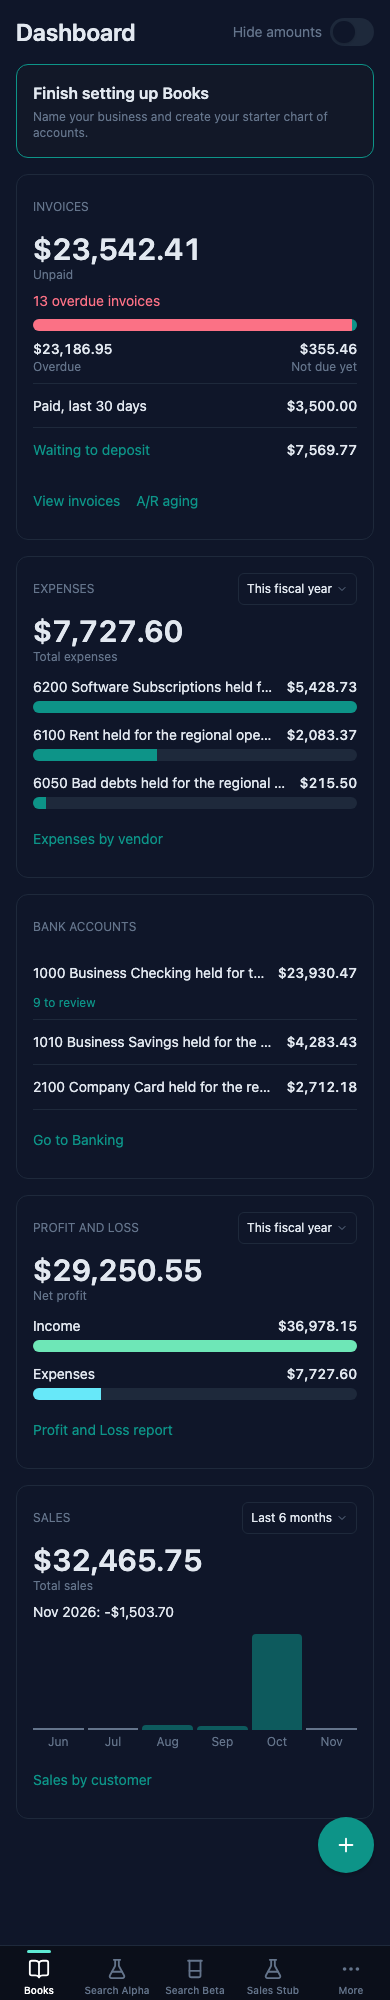 Dashboard
Hide amounts
Finish setting up Books
Name your business and create your starter chart of
accounts.
INVOICES
$23,542.41
Unpaid
13 overdue invoices
$23,186.95 $355.46
Overdue Not due yet
Paid, last 30 days $3,500.00
Waiting to deposit $7,569.77
View invoices A/R aging
EXPENSES This fiscal year
$7,727.60
Total expenses
6200 Software Subscriptions held f... $5,428.73
6100 Rent held for the regional ope... $2,083.37
6050 Bad debts held for the regional ... $215.50
Expenses by vendor
BANK ACCOUNTS
1000 Business Checking held for t... $23,930.47
9 to review
1010 Business Savings held for the ... $4,283.43
2100 Company Card held for the re... $2,712.18
Go to Banking
PROFIT AND LOSS This fiscal year
$29,250.55
Net profit
Income $36,978.15
Expenses $7,727.60
Profit and Loss report
SALES Last 6 months
$32,465.75
Total sales
Nov 2026: -$1,503.70
Jun Jul Aug Sep Oct Nov
Sales by customer
Books Search Alpha Search Beta Sales Stub More